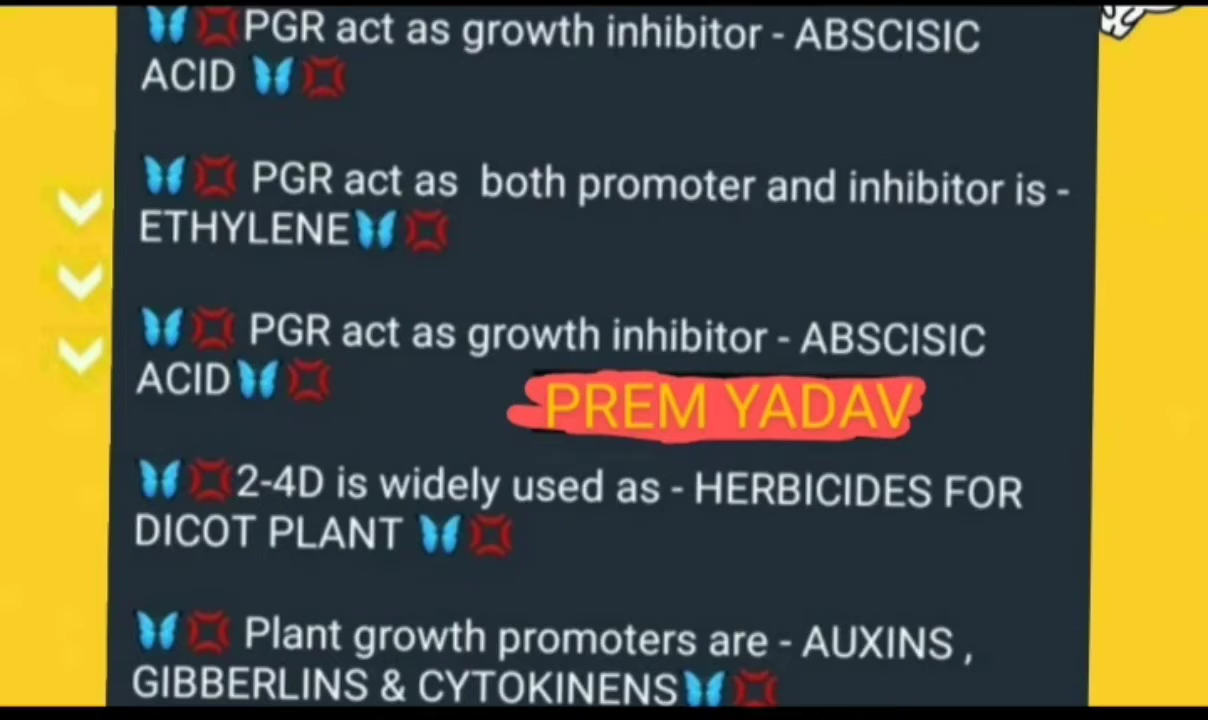 🦋💢PGR act as growth inhibitor - ABSCISIC
ACID 🦋💢
🦋💢 PGR act as both promoter and inhibitor is -
ETHYLENE🦋💢
🦋💢 PGR act as growth inhibitor - ABSCISIC
ACID🦋💢
PREM YADAV
🦋💢2-4D is widely used as - HERBICIDES FOR
DICOT PLANT 🦋💢
🦋💢 Plant growth promoters are - AUXINS ,
GIBBERLINS & CYTOKINENS🦋💢